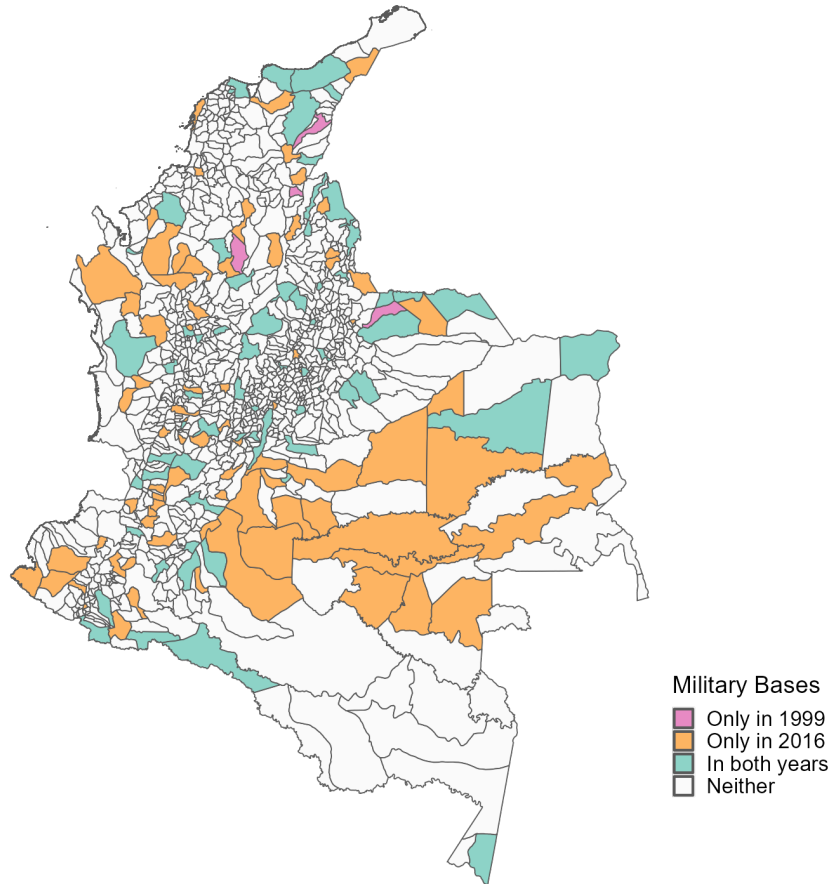 Military Bases
Only in 1999
Only in 2016
In both years
Neither